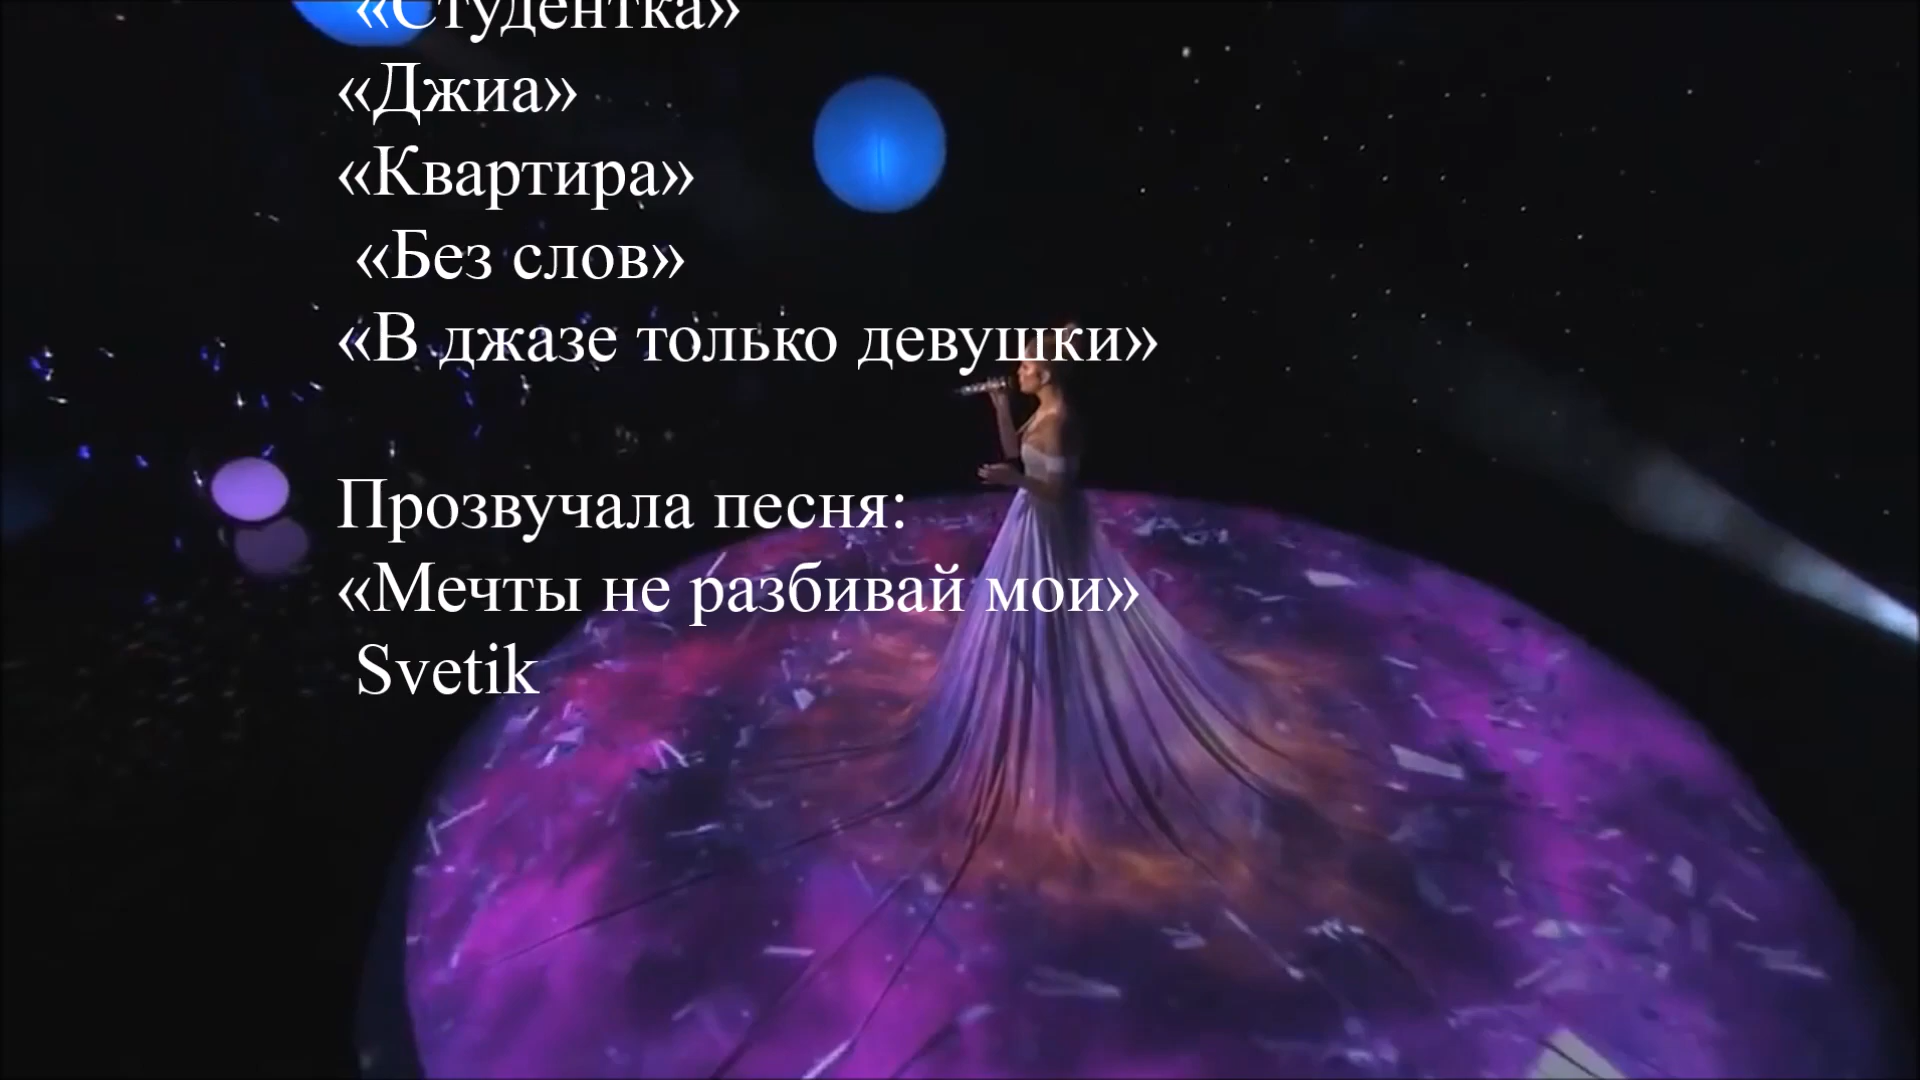 «Студентка»
«Джиа»
«Квартира»
«Без слов»
«В джазе только девушки»
Прозвучала песня:
«Мечты не разбивай мои»
Svetik